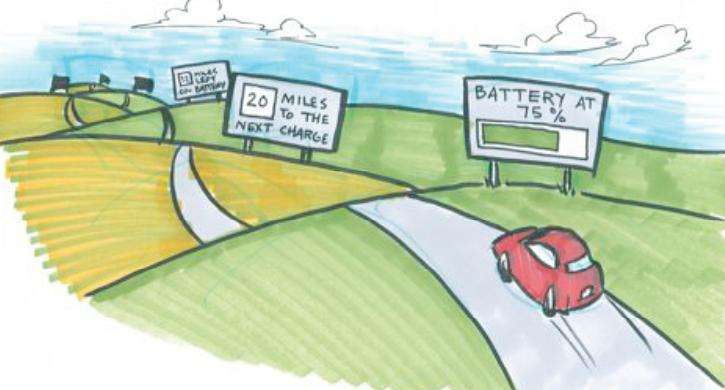 BATTERY AT
75%
20 MILES
TO THE
NEXT CHARGE
MILES
LEFT
ON BATTERY